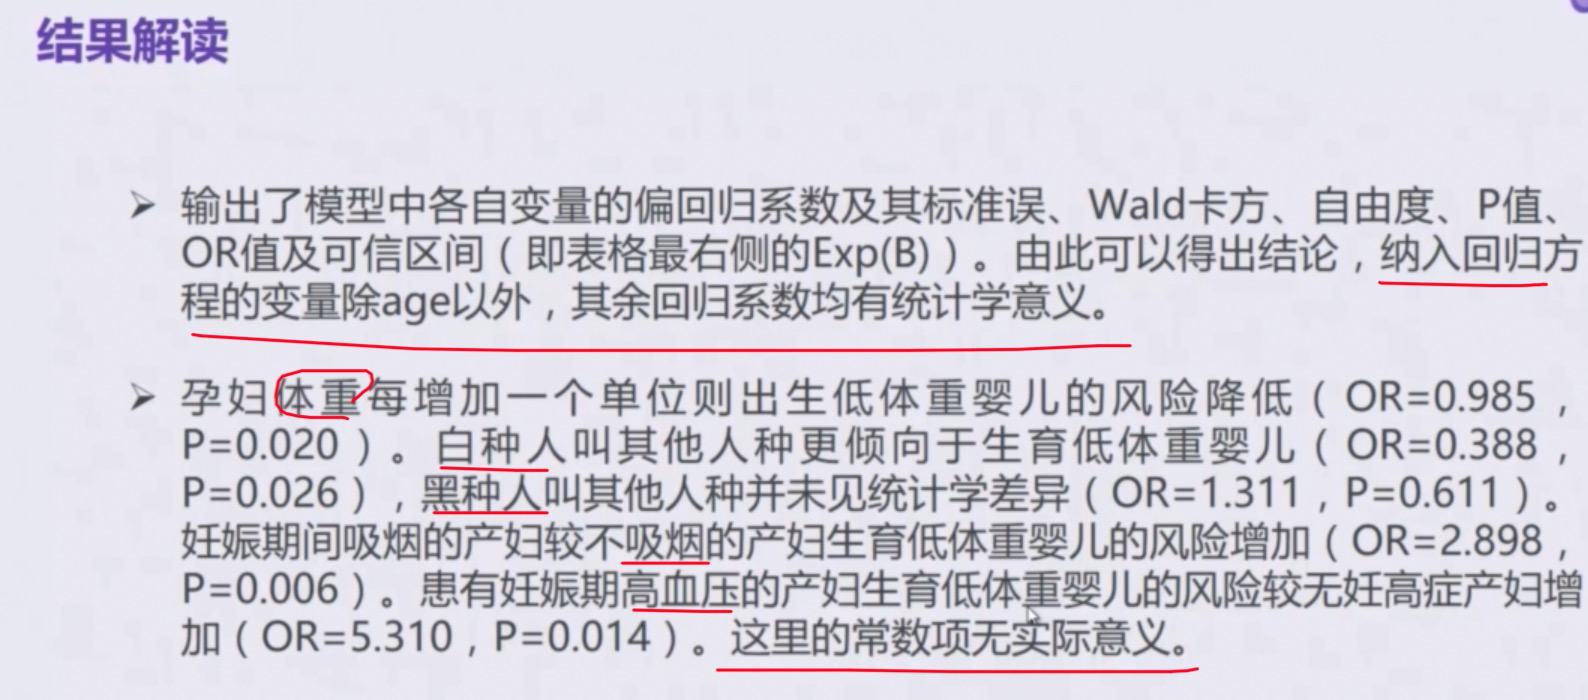 结果解读
➢ 输出了模型中各自变量的偏回归系数及其标准误、Wald卡方、自由度、P值、
OR值及可信区间（即表格最右侧的Exp(B)）。由此可以得出结论，纳入回归方
程的变量除age以外，其余回归系数均有统计学意义。
➢ 孕妇体重每增加一个单位则出生低体重婴儿的风险降低（OR=0.985，
P=0.020）。白种人叫其他人种更倾向于生育低体重婴儿（OR=0.388，
P=0.026），黑种人叫其他人种并未见统计学差异（OR=1.311，P=0.611）。
妊娠期间吸烟的产妇较不吸烟的产妇生育低体重婴儿的风险增加（OR=2.898，
P=0.006）。患有妊娠期高血压的产妇生育低体重婴儿的风险较无妊高症产妇增
加（OR=5.310，P=0.014）。这里的常数项无实际意义。